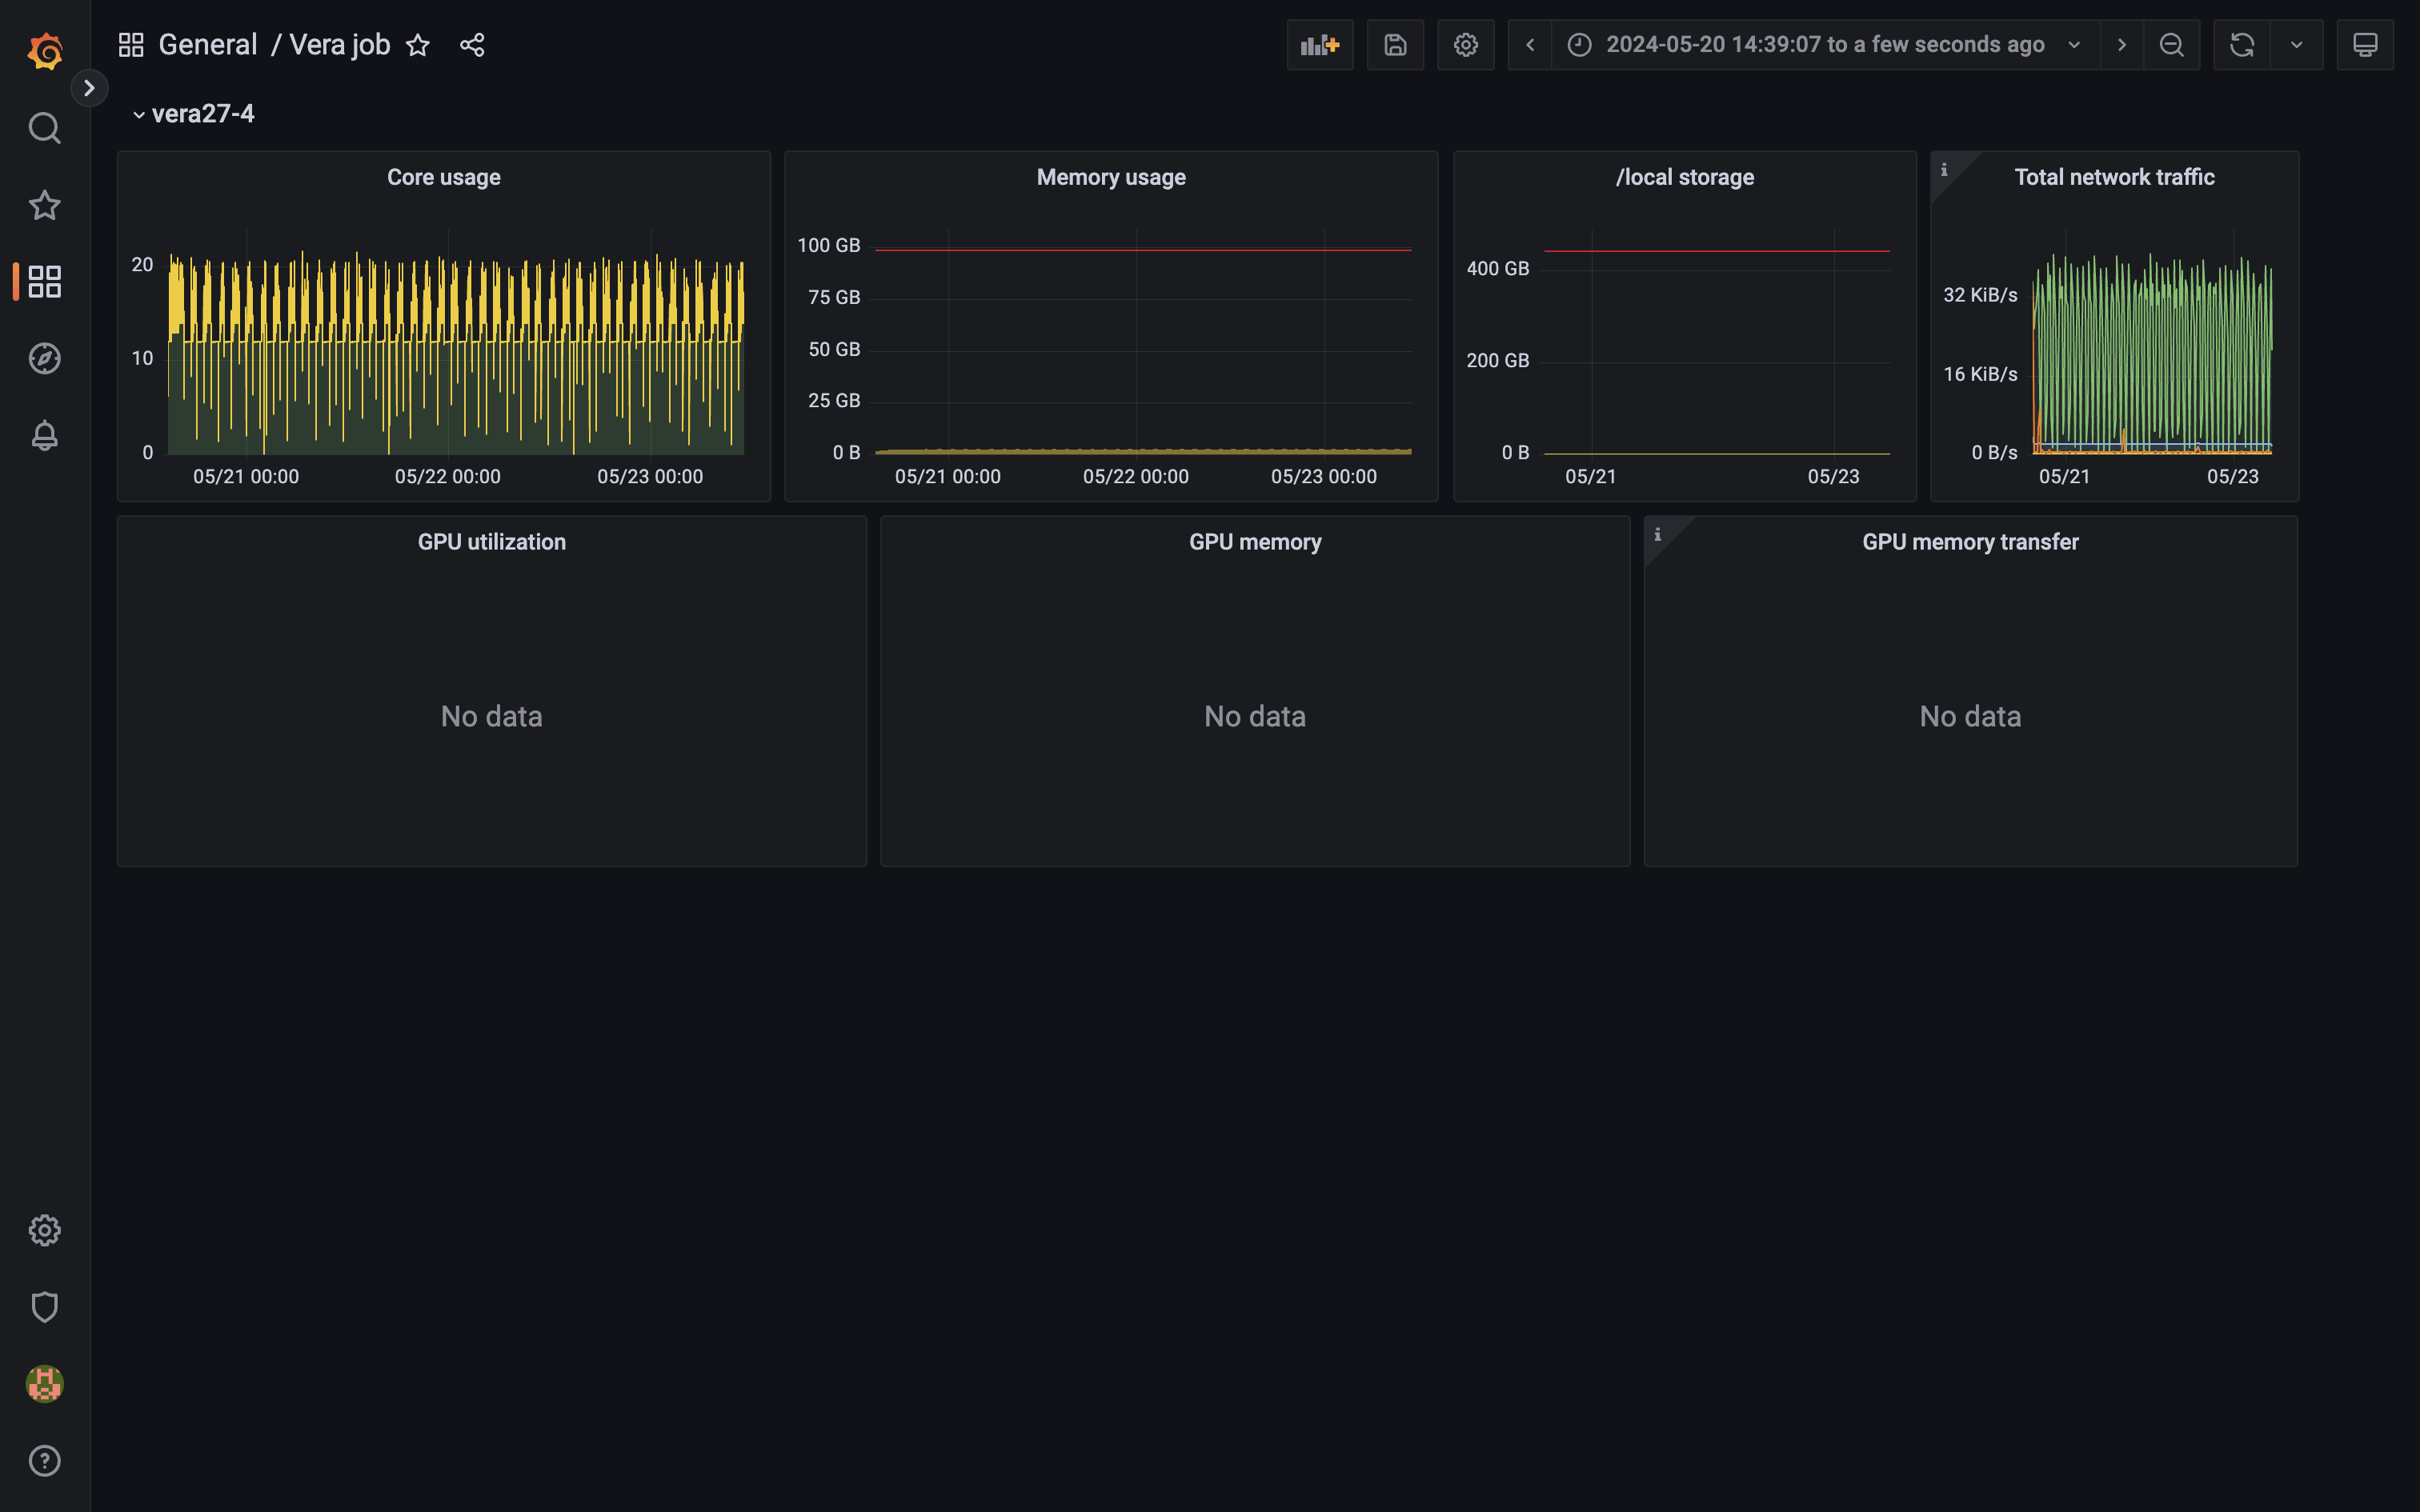 General / Vera job
2024-05-20 14:39:07 to a few seconds ago
vera27-4
Core usage
20
10
0
05/21 00:00 05/22 00:00 05/23 00:00
Memory usage
100 GB
75 GB
50 GB
25 GB
0 B
05/21 00:00 05/22 00:00 05/23 00:00
/local storage
400 GB
200 GB
0 B
05/21 05/23
i
Total network traffic
32 KiB/s
16 KiB/s
0 B/s
05/21 05/23
GPU utilization
No data
GPU memory
No data
i
GPU memory transfer
No data
?